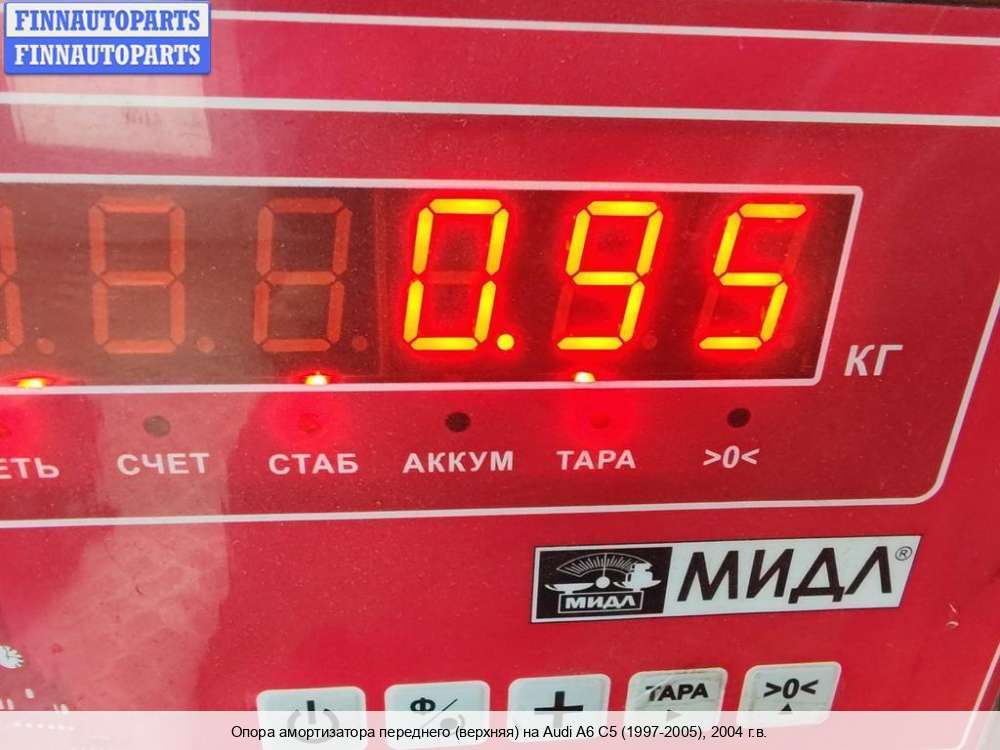 FINNAUTOPARTS
FINNAUTOPARTS
0.95
КГ
СЧЕТ СТАБ АККУМ ТАРА >0<
МИДЛ МИДЛ®
Ф ТАРА >0<
Опора амортизатора переднего (верхняя) на Audi A6 C5 (1997-2005), 2004 г.в.